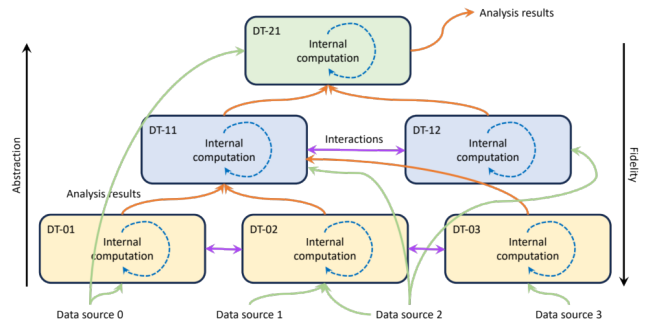 Analysis results
DT-21
Internal
computation
DT-11
Internal
computation
Interactions
DT-12
Internal
computation
Abstraction
Fidelity
Analysis results
DT-01
Internal
computation
DT-02
Internal
computation
DT-03
Internal
computation
Data source 0
Data source 1
Data source 2
Data source 3